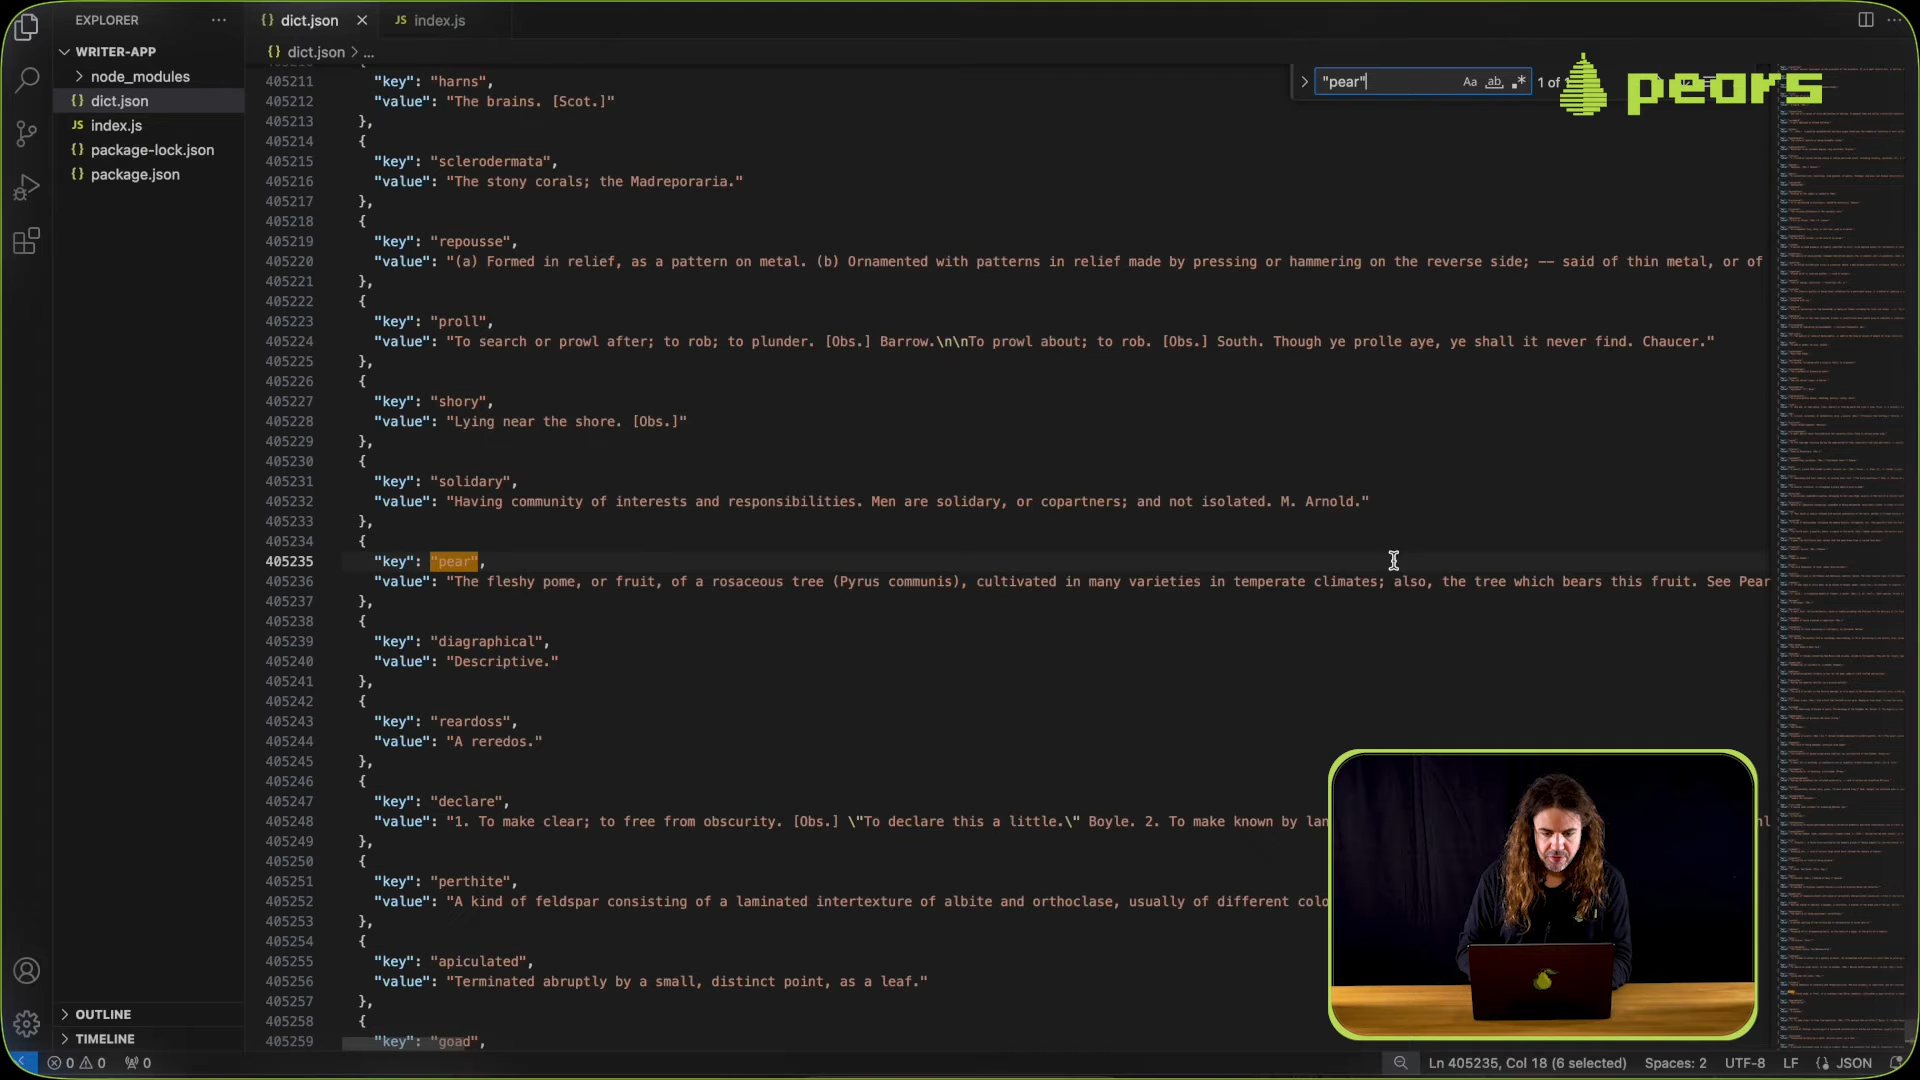 EXPLORER
dict.json
JS index.js
WRITER-APP
dict.json > ...
node_modules
dict.json
JS index.js
package-lock.json
package.json
"pear"
Aa ab .* 1 of
pears
405211 "key": "harns",
405212 "value": "The brains. [Scot.]"
405213 },
405214 {
405215 "key": "sclerodermata",
405216 "value": "The stony corals; the Madreporaria."
405217 },
405218 {
405219 "key": "repousse",
405220 "value": "(a) Formed in relief, as a pattern on metal. (b) Ornamented with patterns in relief made by pressing or hammering on the reverse side; -- said of thin metal, or of
405221 },
405222 {
405223 "key": "proll",
405224 "value": "To search or prowl after; to rob; to plunder. [Obs.] Barrow.\n\nTo prowl about; to rob. [Obs.] South. Though ye prolle aye, ye shall it never find. Chaucer."
405225 },
405226 {
405227 "key": "shory",
405228 "value": "Lying near the shore. [Obs.]"
405229 },
405230 {
405231 "key": "solidary",
405232 "value": "Having community of interests and responsibilities. Men are solidary, or copartners; and not isolated. M. Arnold."
405233 },
405234 {
405235 "key": "pear",
405236 "value": "The fleshy pome, or fruit, of a rosaceous tree (Pyrus communis), cultivated in many varieties in temperate climates; also, the tree which bears this fruit. See Pear
405237 },
405238 {
405239 "key": "diagraphical",
405240 "value": "Descriptive."
405241 },
405242 {
405243 "key": "reardoss",
405244 "value": "A reredos."
405245 },
405246 {
405247 "key": "declare",
405248 "value": "1. To make clear; to free from obscurity. [Obs.] \"To declare this a little.\" Boyle. 2. To make known by lan
405249 },
405250 {
405251 "key": "perthite",
405252 "value": "A kind of feldspar consisting of a laminated intertexture of albite and orthoclase, usually of different colo
405253 },
405254 {
405255 "key": "apiculated",
405256 "value": "Terminated abruptly by a small, distinct point, as a leaf."
405257 },
405258 {
405259 "key": "goad",
OUTLINE
TIMELINE
0 0 0
Ln 405235, Col 18 (6 selected) Spaces: 2 UTF-8 LF {} JSON